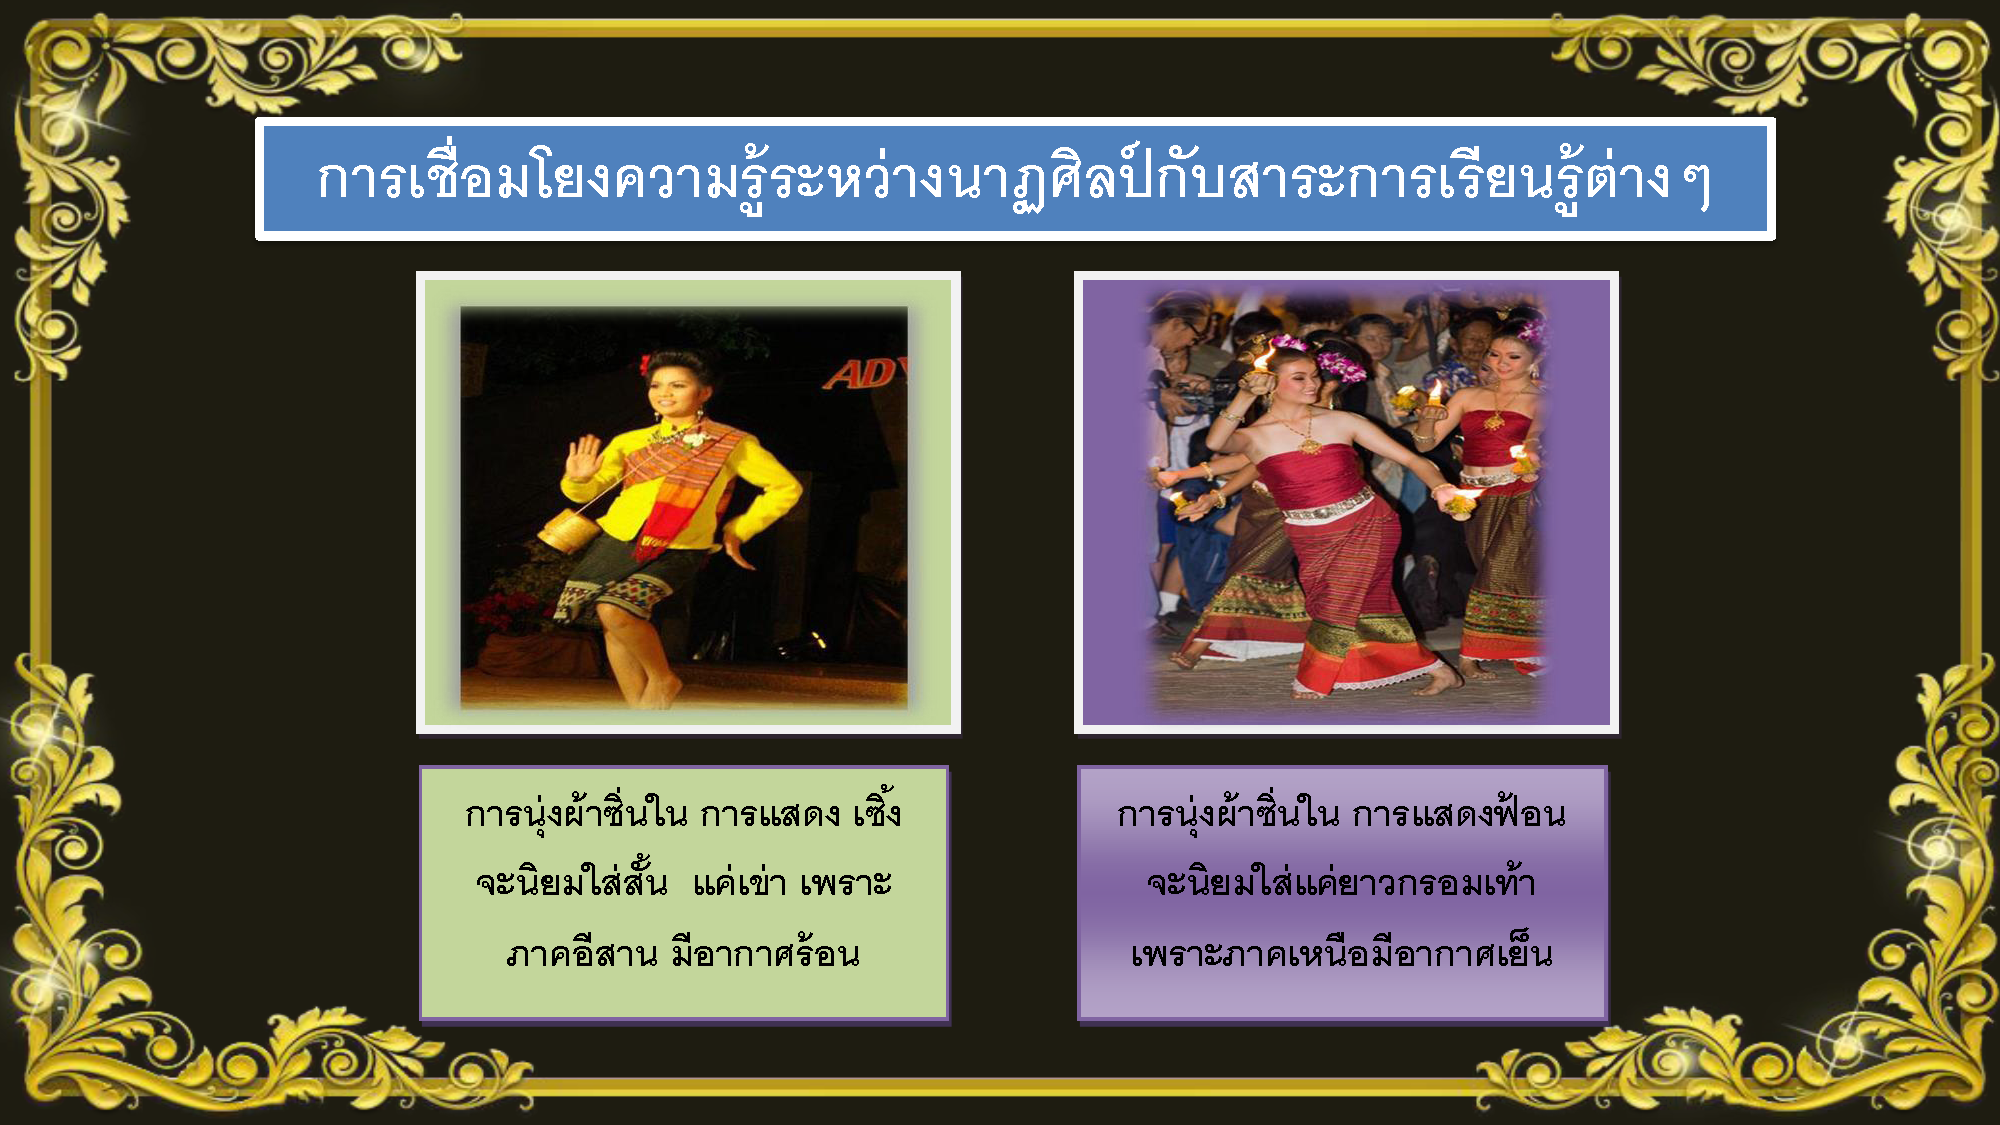 การเชื่อมโยงความรู้ระหว่างนาฏศิลป์กับสาระการเรียนรู้ต่าง ๆ
AD
การนุ่งผ้าซิ่นใน การแสดง เซิ้ง
จะนิยมใส่สั้น แค่เข่า เพราะ
ภาคอีสาน มีอากาศร้อน
การนุ่งผ้าซิ่นใน การแสดงฟ้อน
จะนิยมใส่แค่ยาวกรอมเท้า
เพราะภาคเหนือมีอากาศเย็น